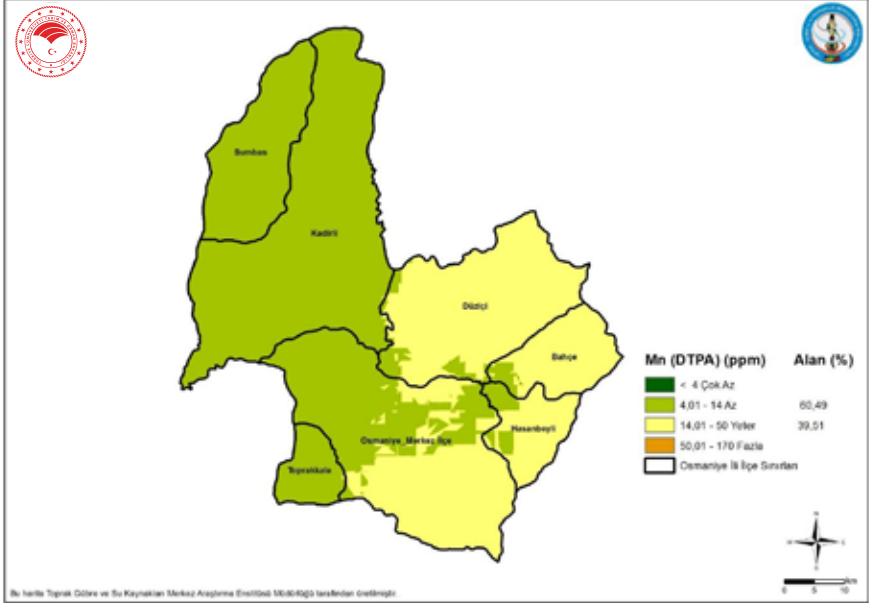 Sumbas
Kadirli
Düziçi
Bahçe
Mn (DTPA) (ppm) Alan (%)
< 4 Çok Az
4,01 - 14 Az 60,49
14,01 - 50 Yeter 39,51
50,01 - 170 Fazla
Osmaniye İli İlçe Sınırları
Hasanbeyli
Osmaniye_Merkez İlçe
Toprakkale
Km
0 5 10
Bu harita Toprak Gübre ve Su Kaynakları Merkez Araştırma Enstitüsü Müdürlüğü tarafından üretilmiştir.